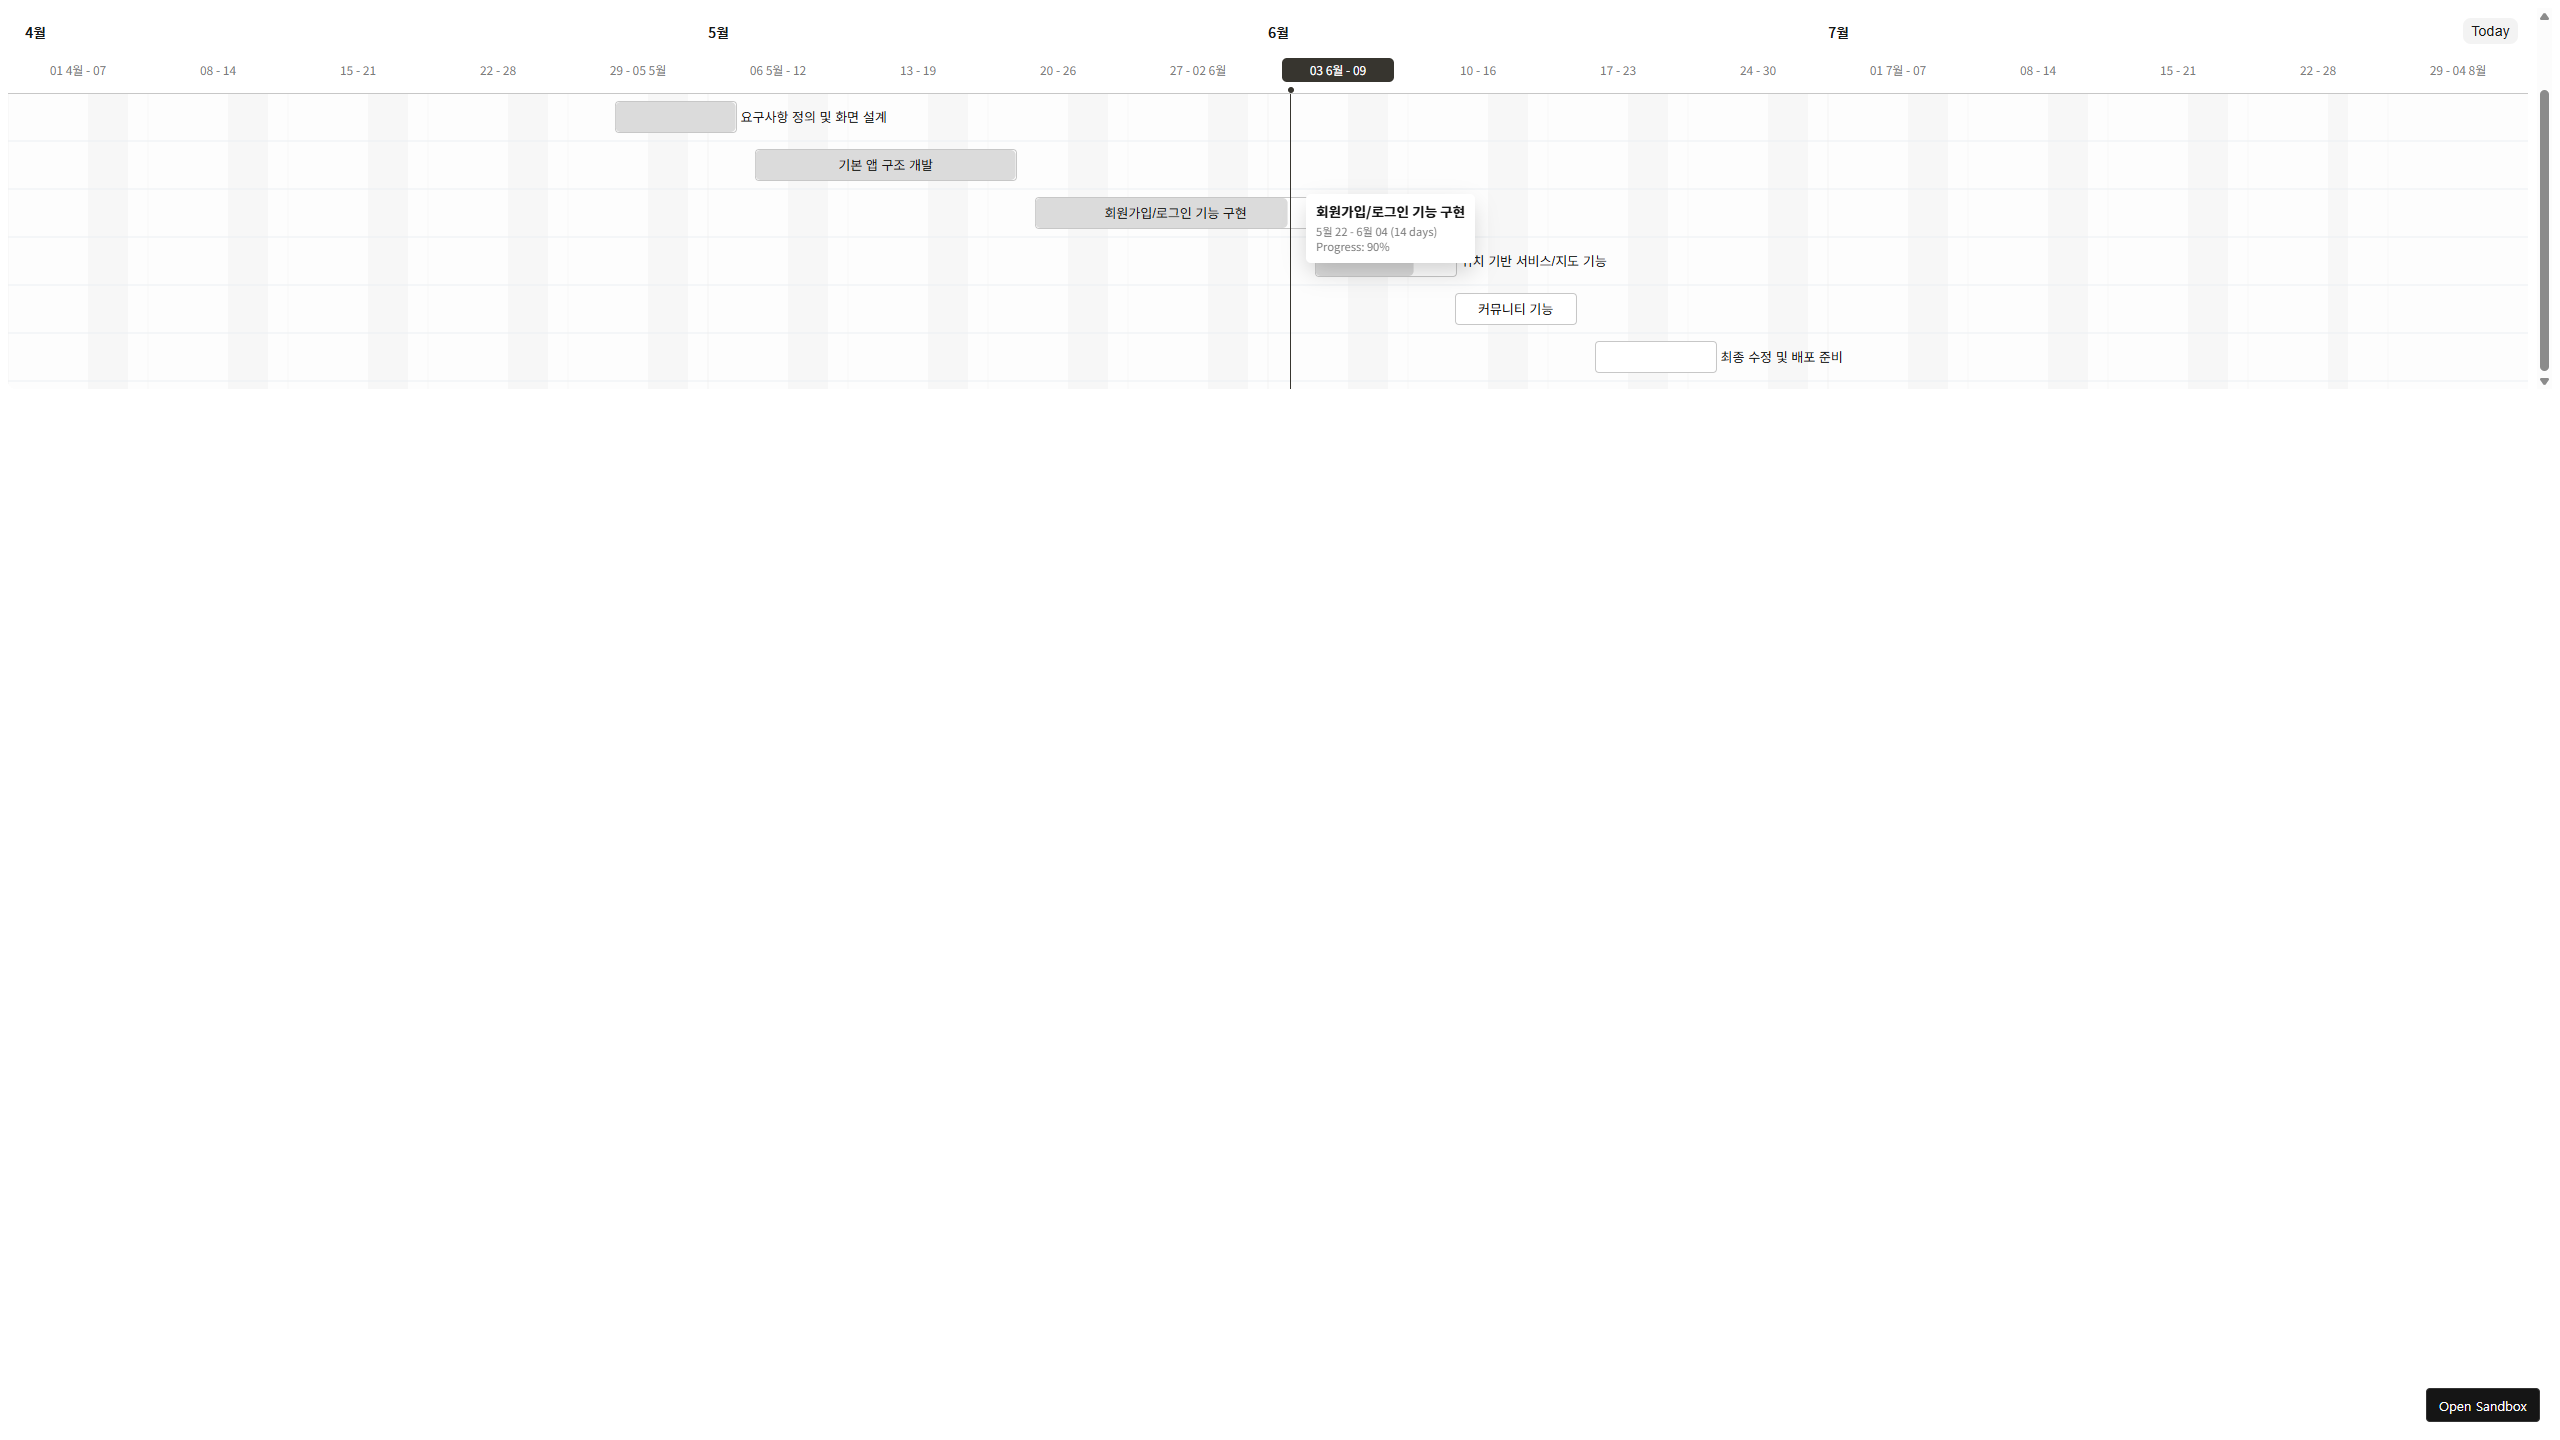 4월
5월
6월
7월
Today
01 4월 - 07
08 - 14
15 - 21
22 - 28
29 - 05 5월
06 5월 - 12
13 - 19
20 - 26
27 - 02 6월
03 6월 - 09
10 - 16
17 - 23
24 - 30
01 7월 - 07
08 - 14
15 - 21
22 - 28
29 - 04 8월
요구사항 정의 및 화면 설계
기본 앱 구조 개발
회원가입/로그인 기능 구현
회원가입/로그인 기능 구현
5월 22 - 6월 04 (14 days)
Progress: 90%
기반 서비스/지도 기능
커뮤니티 기능
최종 수정 및 배포 준비
Open Sandbox